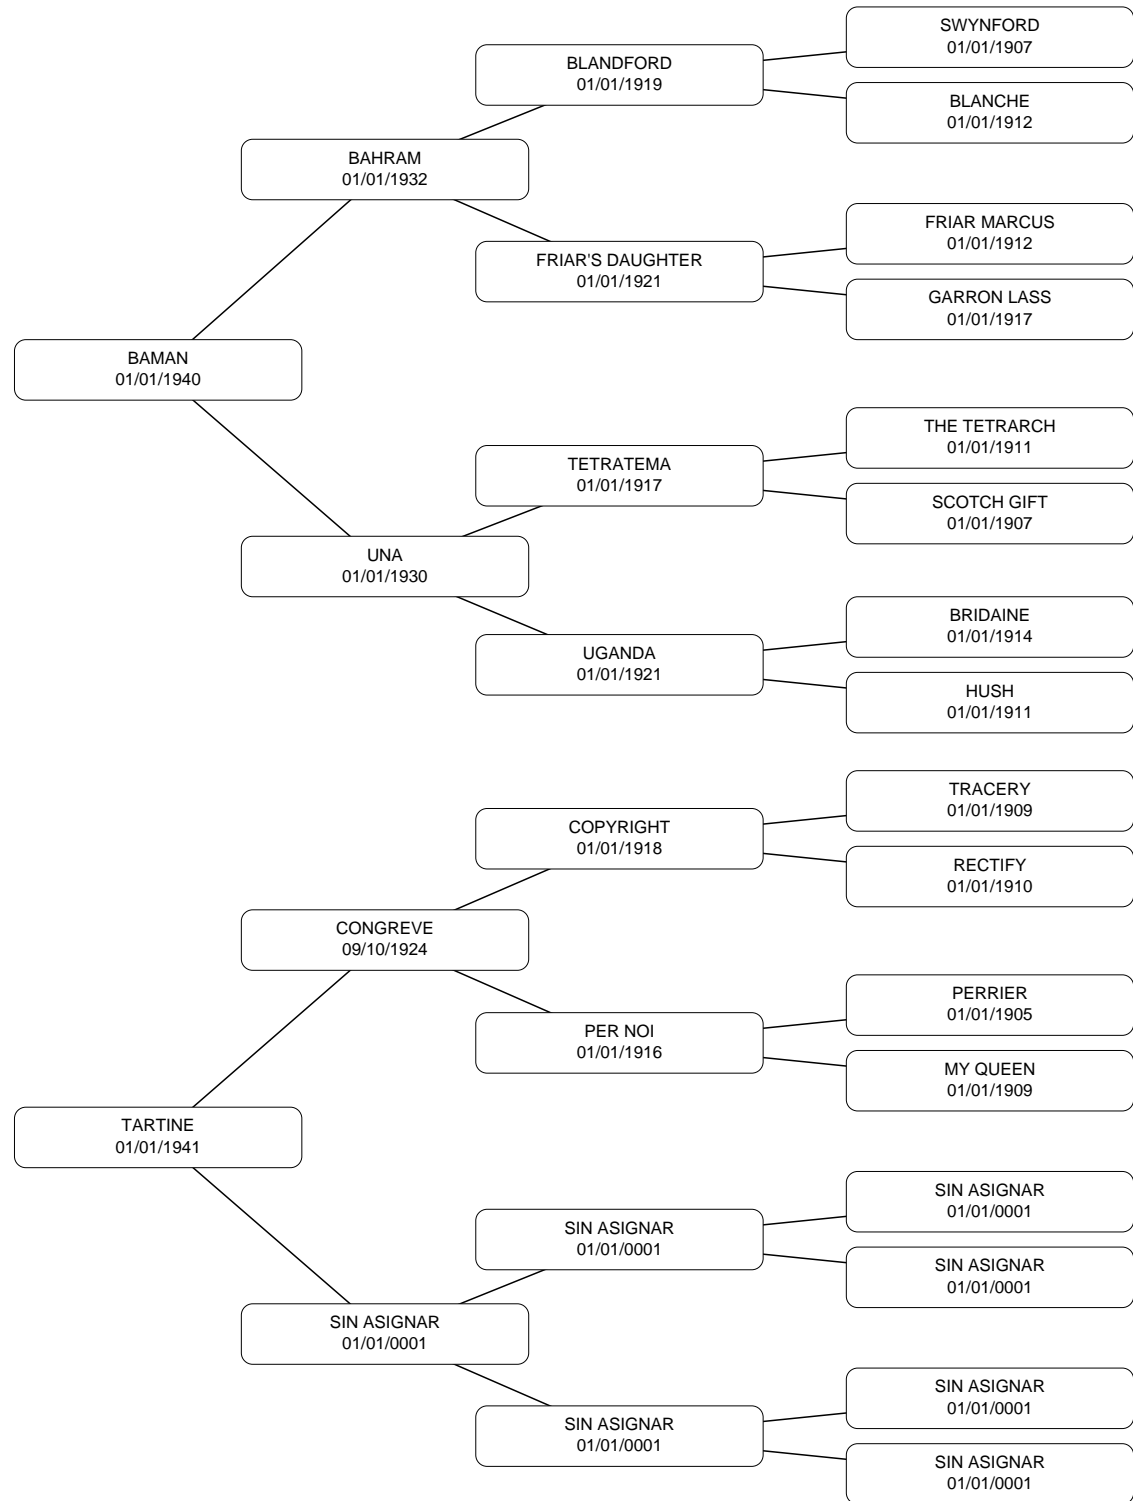 SWYNFORD
01/01/1907
BLANDFORD
01/01/1919
BLANCHE
01/01/1912
BAHRAM
01/01/1932
FRIAR MARCUS
01/01/1912
FRIAR'S DAUGHTER
01/01/1921
GARRON LASS
01/01/1917
BAMAN
01/01/1940
THE TETRARCH
01/01/1911
TETRATEMA
01/01/1917
SCOTCH GIFT
01/01/1907
UNA
01/01/1930
BRIDAINE
01/01/1914
UGANDA
01/01/1921
HUSH
01/01/1911
TRACERY
01/01/1909
COPYRIGHT
01/01/1918
RECTIFY
01/01/1910
CONGREVE
09/10/1924
PERRIER
01/01/1905
PER NOI
01/01/1916
MY QUEEN
01/01/1909
TARTINE
01/01/1941
SIN ASIGNAR
01/01/0001
SIN ASIGNAR
01/01/0001
SIN ASIGNAR
01/01/0001
SIN ASIGNAR
01/01/0001
SIN ASIGNAR
01/01/0001
SIN ASIGNAR
01/01/0001
SIN ASIGNAR
01/01/0001